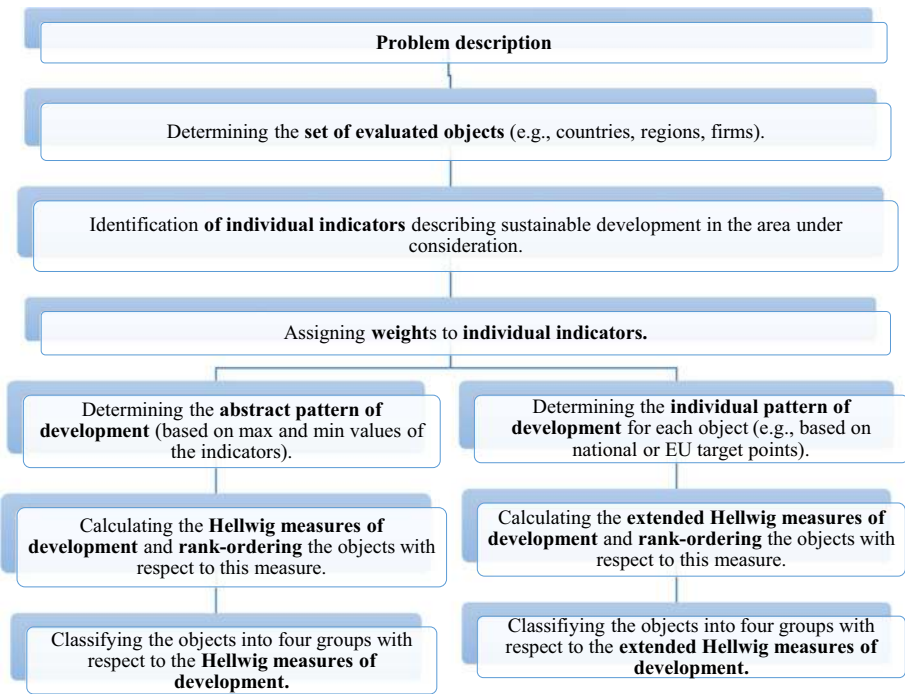 Problem description
Determining the set of evaluated objects (e.g., countries, regions, firms).
Identification of individual indicators describing sustainable development in the area under
consideration.
Assigning weights to individual indicators.
Determining the abstract pattern of
development (based on max and min values of
the indicators).
Determining the individual pattern of
development for each object (e.g., based on
national or EU target points).
Calculating the Hellwig measures of
development and rank-ordering the objects with
respect to this measure.
Calculating the extended Hellwig measures of
development and rank-ordering the objects with
respect to this measure.
Classifying the objects into four groups with
respect to the Hellwig measures of
development.
Classifiying the objects into four groups with
respect to the extended Hellwig measures of
development.